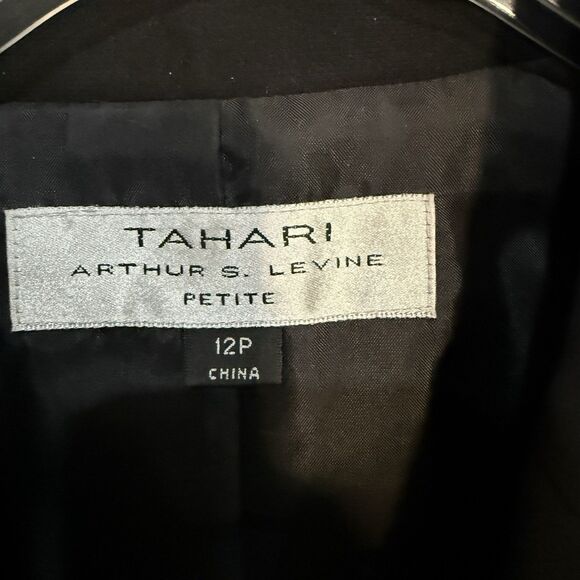 TAHARI
ARTHUR S. LEVINE
PETITE
12P
CHINA